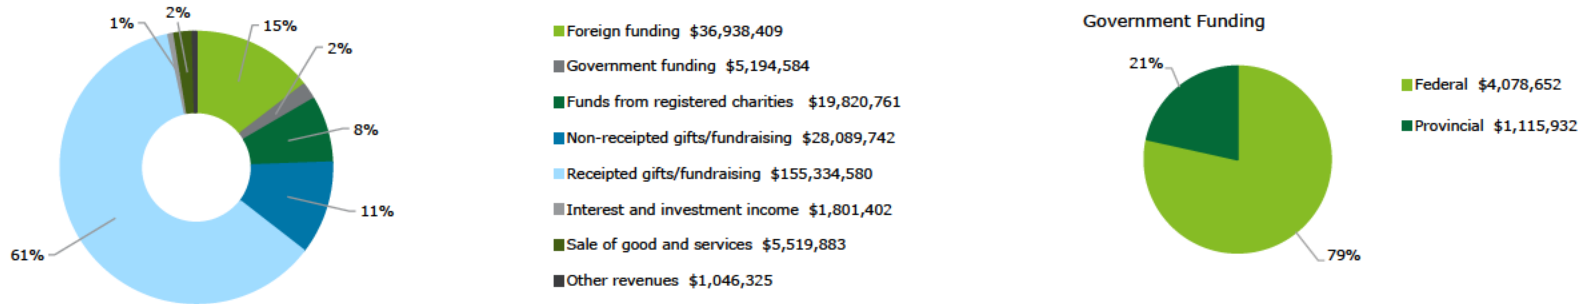 1%
2%
15%
2%
8%
11%
61%
Foreign funding $36,938,409
Government funding $5,194,584
Funds from registered charities $19,820,761
Non-receipted gifts/fundraising $28,089,742
Receipted gifts/fundraising $155,334,580
Interest and investment income $1,801,402
Sale of good and services $5,519,883
Other revenues $1,046,325
Government Funding
21%
79%
Federal $4,078,652
Provincial $1,115,932